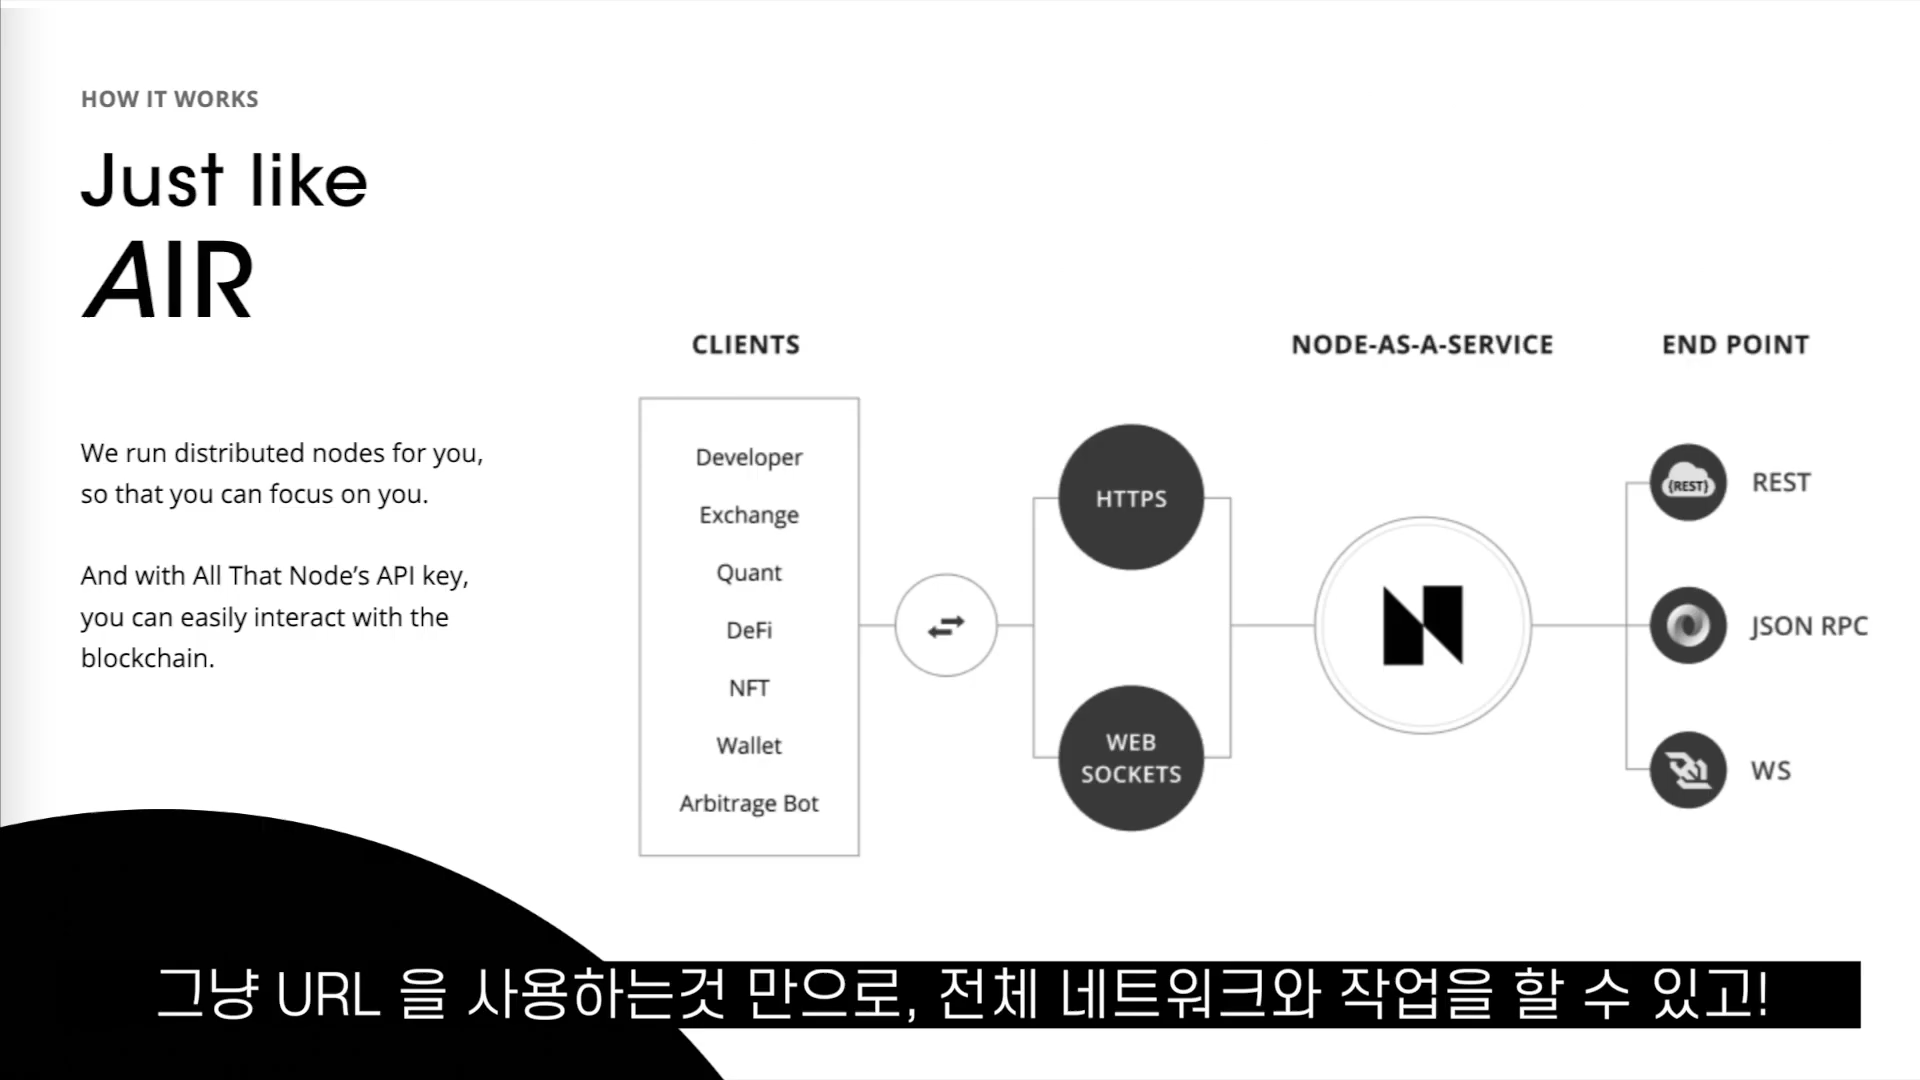 HOW IT WORKS
Just like
AIR
We run distributed nodes for you,
so that you can focus on you.
And with All That Node’s API key,
you can easily interact with the
blockchain.
CLIENTS
Developer
Exchange
Quant
DeFi
NFT
Wallet
Arbitrage Bot
HTTPS
WEB
SOCKETS
NODE-AS-A-SERVICE
END POINT
{REST}
REST
JSON RPC
WS
그냥 URL 을 사용하는것 만으로, 전체 네트워크와 작업을 할 수 있고!